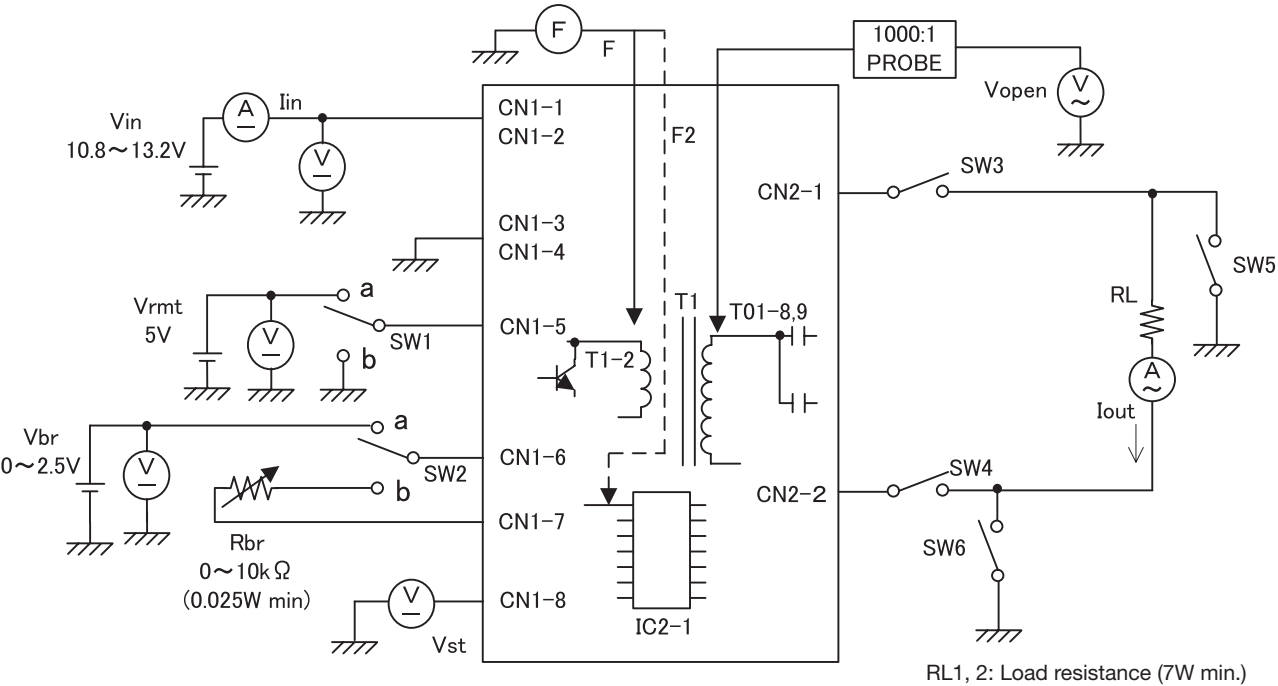 F
F
1000:1
PROBE
Vopen
V
~
A
Iin
Vin
10.8~13.2V
V
CN1-1
CN1-2
F2
CN2-1
SW3
CN1-3
CN1-4
SW5
Vrmt
5V
V
a
SW1
b
CN1-5
T1
T01-8,9
T1-2
RL
A
~
Iout
Vbr
0~2.5V
V
a
SW2
b
CN1-6
SW4
CN2-2
CN1-7
Rbr
0~10kΩ
(0.025W min)
SW6
V
Vst
CN1-8
IC2-1
RL1, 2: Load resistance (7W min.)